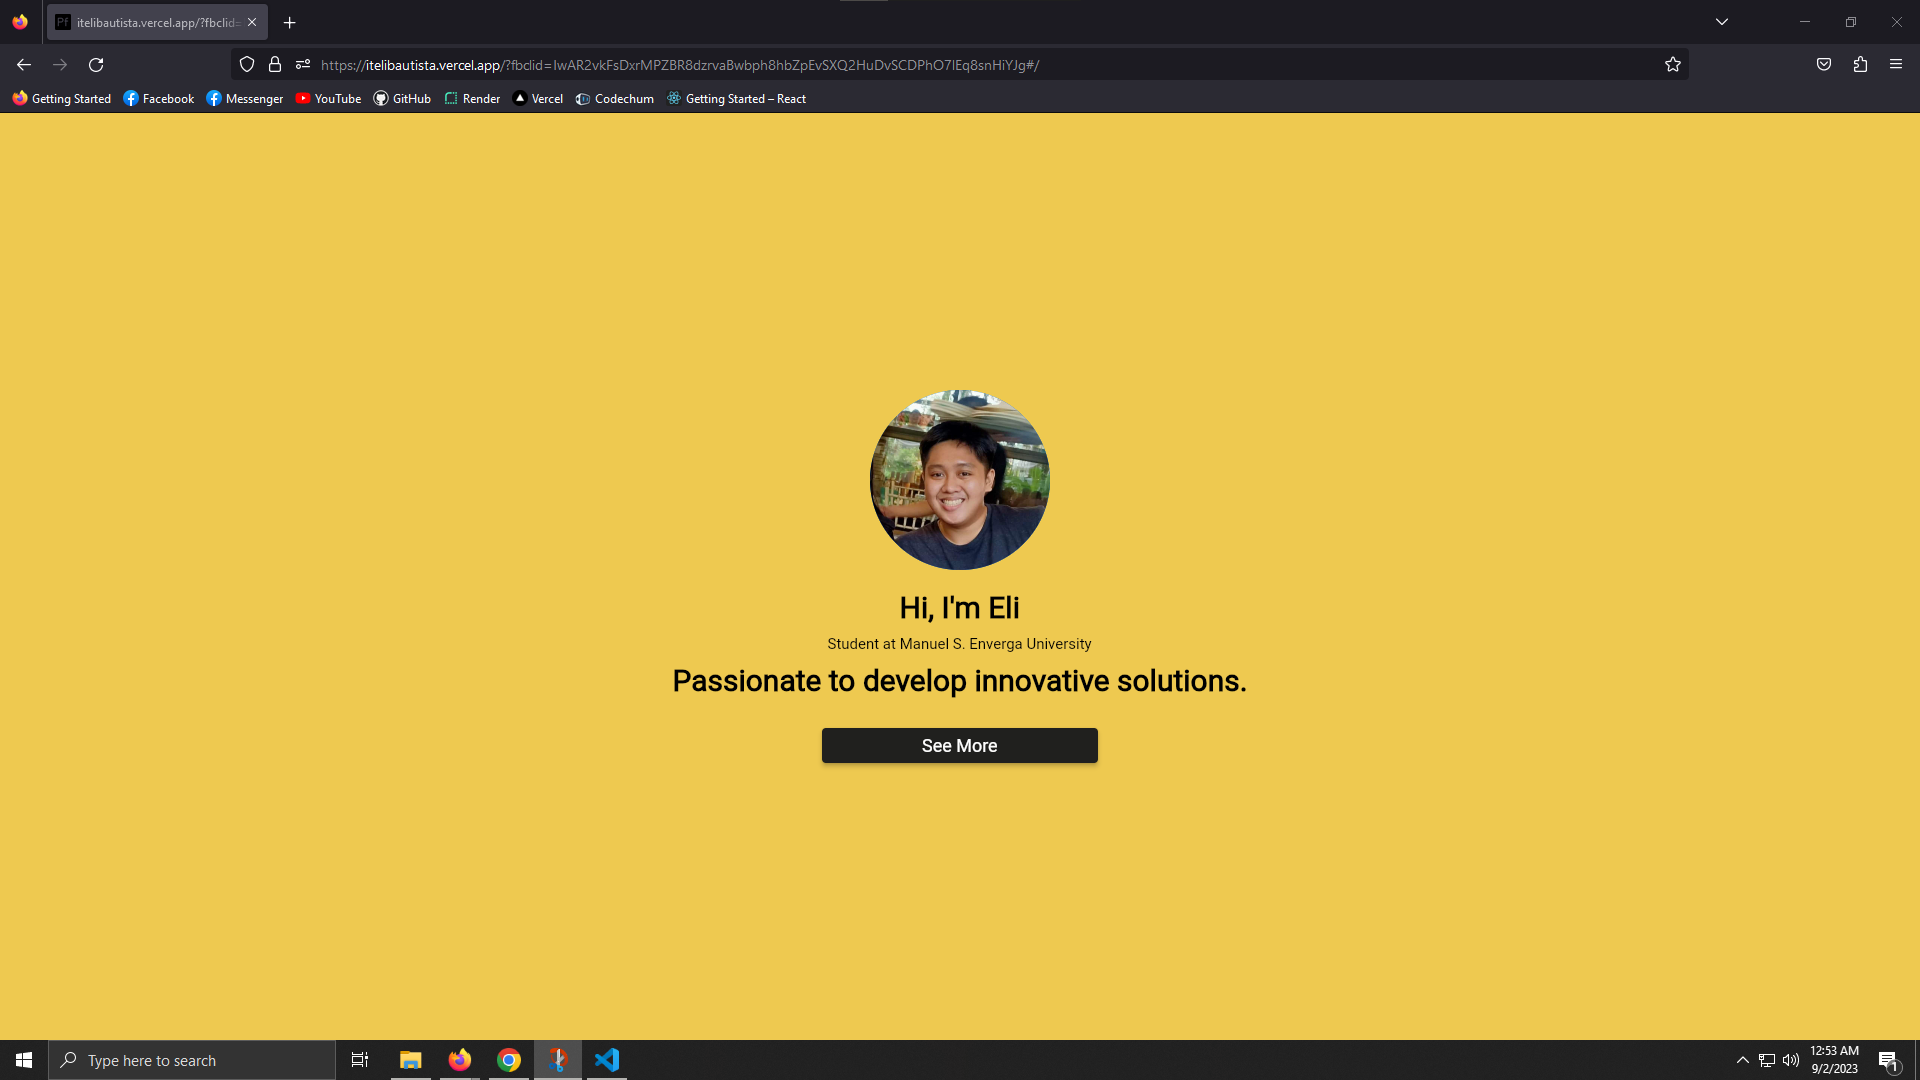 itelibautista.vercel.app/?fbclid=
https://itelibautista.vercel.app/?fbclid=IwAR2vkFsDxrMPZBR8dzrvaBwbph8hbZpEvSXQ2HuDvSCDPhO7IEq8snHiYJg#/
Getting Started Facebook Messenger YouTube GitHub Render Vercel Codechum Getting Started – React
Hi, I'm Eli
Student at Manuel S. Enverga University
Passionate to develop innovative solutions.
See More
Type here to search
12:53 AM
9/2/2023
1